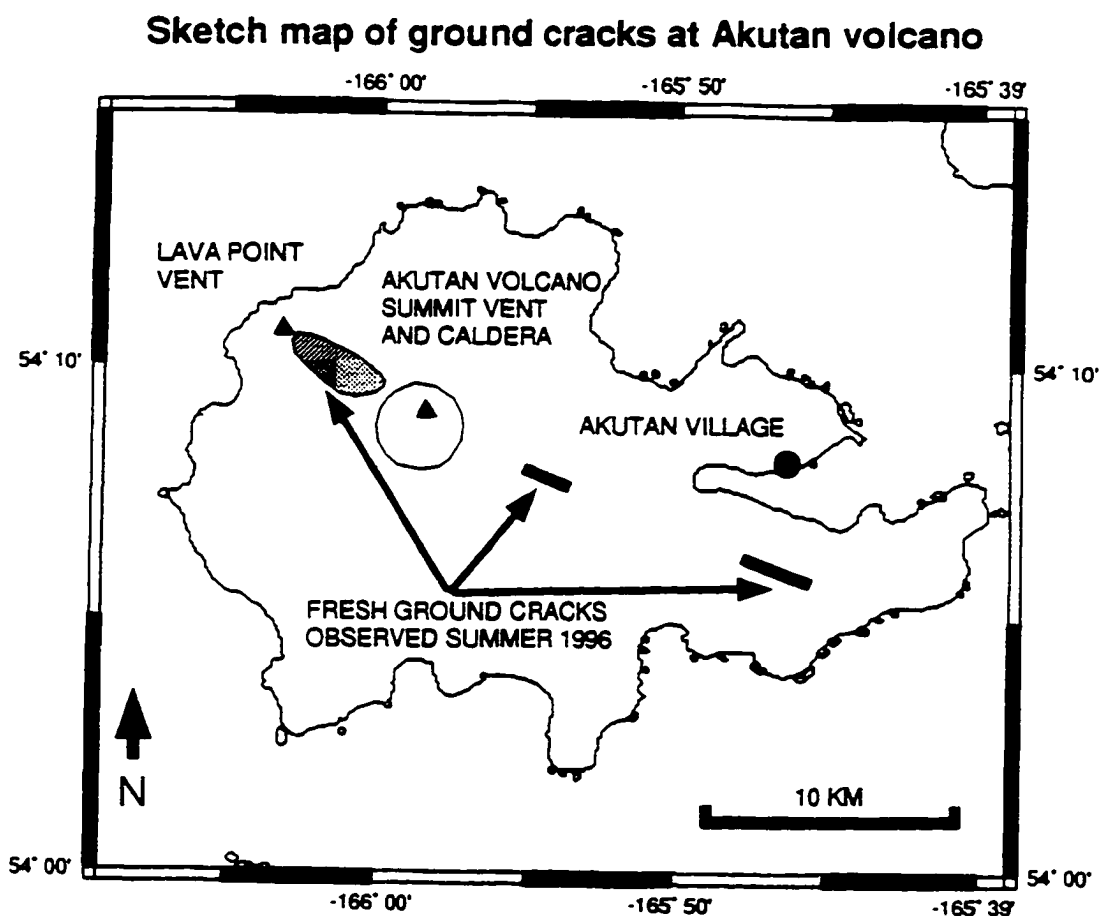 Sketch map of ground cracks at Akutan volcano
-166° 00'
-165° 50'
-165° 39'
LAVA POINT
VENT
AKUTAN VOLCANO
SUMMIT VENT
AND CALDERA
54° 10'
54° 10'
AKUTAN VILLAGE
FRESH GROUND CRACKS
OBSERVED SUMMER 1996
N
10 KM
54° 00'
54° 00'
-166° 00'
-165° 50'
-165° 39'